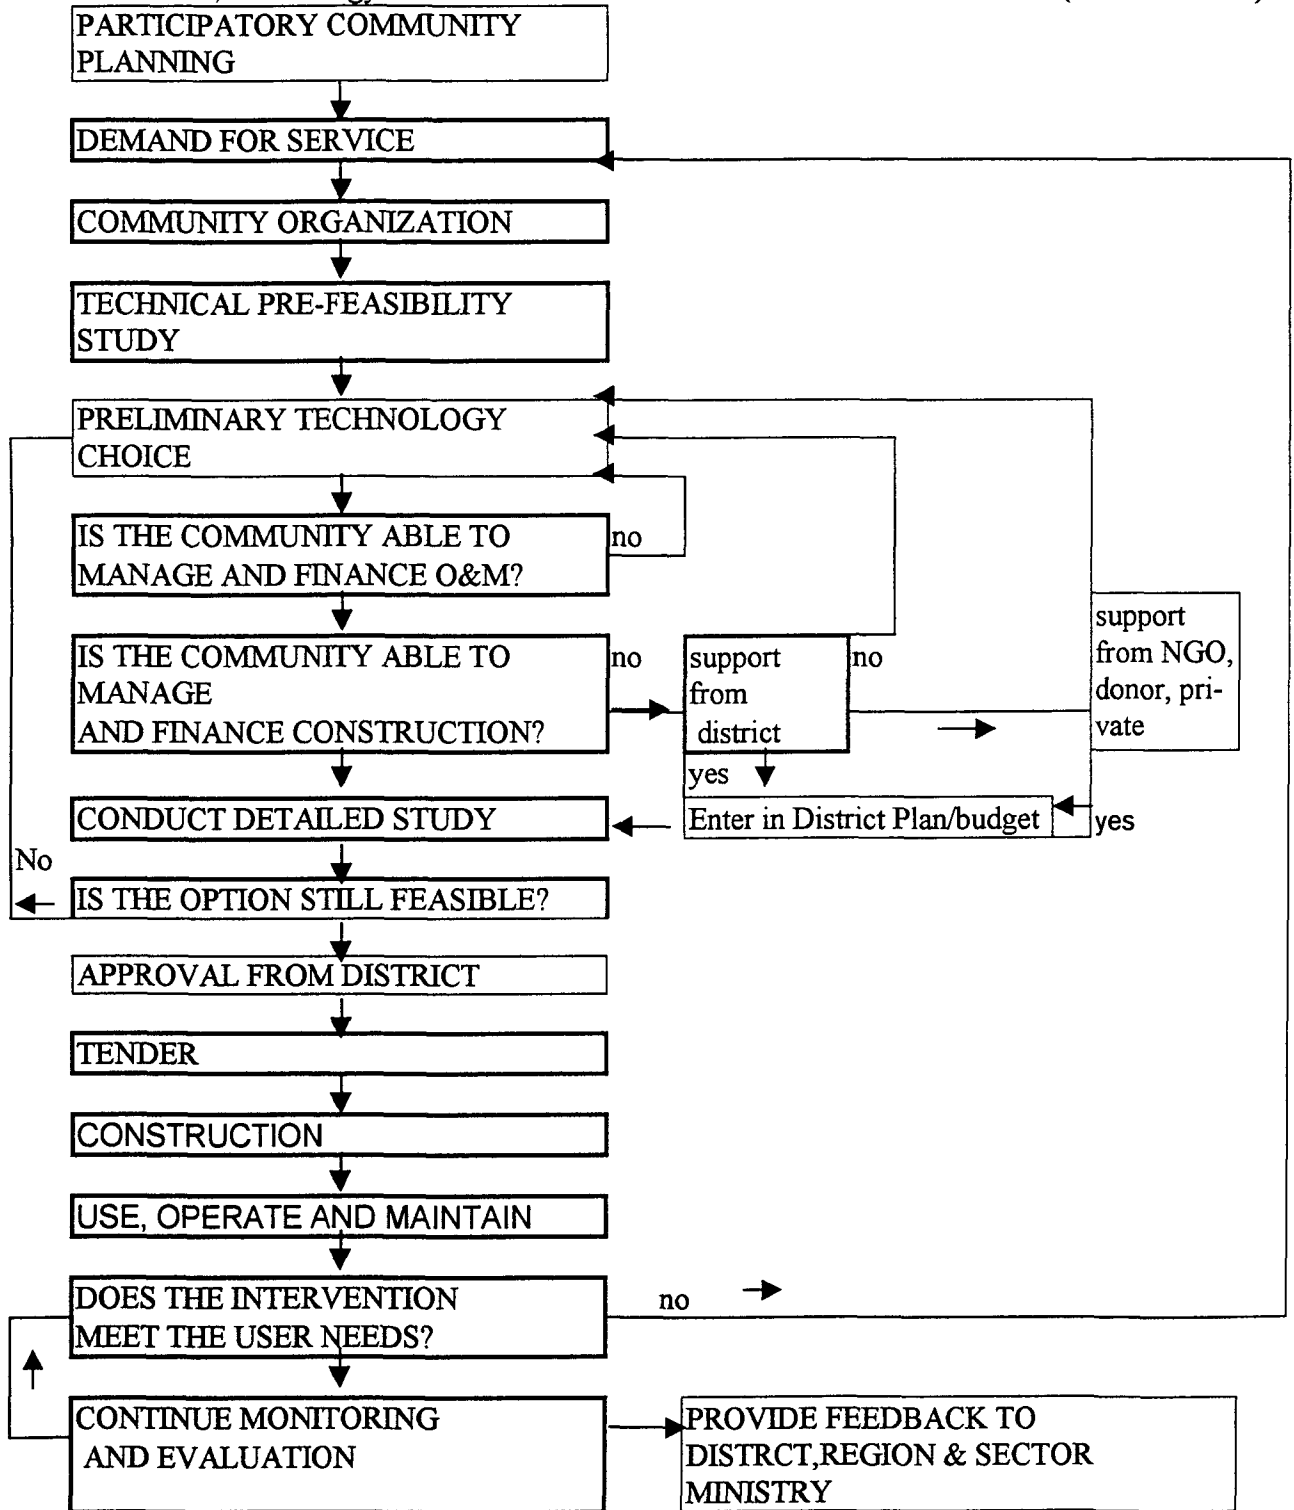 PARTICIPATORY COMMUNITY
PLANNING
DEMAND FOR SERVICE
COMMUNITY ORGANIZATION
TECHNICAL PRE-FEASIBILITY
STUDY
PRELIMINARY TECHNOLOGY
CHOICE
IS THE COMMUNITY ABLE TO
MANAGE AND FINANCE O&M?
no
IS THE COMMUNITY ABLE TO
MANAGE
AND FINANCE CONSTRUCTION?
no
support
from
district
no
support
from NGO,
donor, pri-
vate
yes
Enter in District Plan/budget
yes
CONDUCT DETAILED STUDY
No
IS THE OPTION STILL FEASIBLE?
APPROVAL FROM DISTRICT
TENDER
CONSTRUCTION
USE, OPERATE AND MAINTAIN
DOES THE INTERVENTION
MEET THE USER NEEDS?
no
CONTINUE MONITORING
AND EVALUATION
PROVIDE FEEDBACK TO
DISTRCT,REGION & SECTOR
MINISTRY